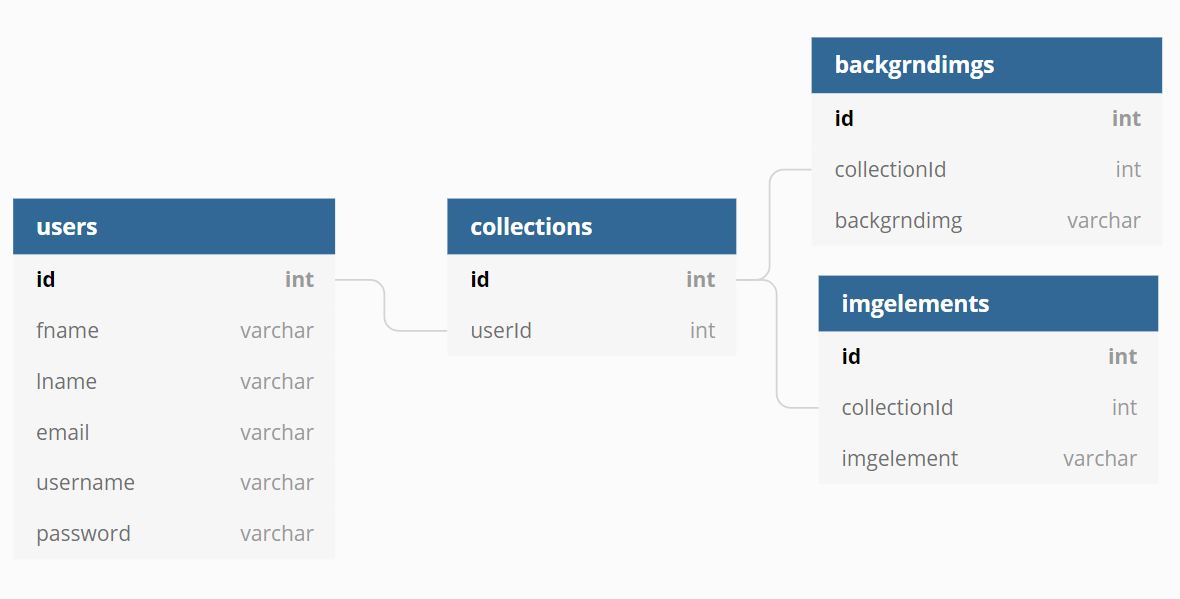 users
id int
fname varchar
lname varchar
email varchar
username varchar
password varchar
collections
id int
userId int
backgrndimgs
id int
collectionId int
backgrndimg varchar
imgelements
id int
collectionId int
imgelement varchar